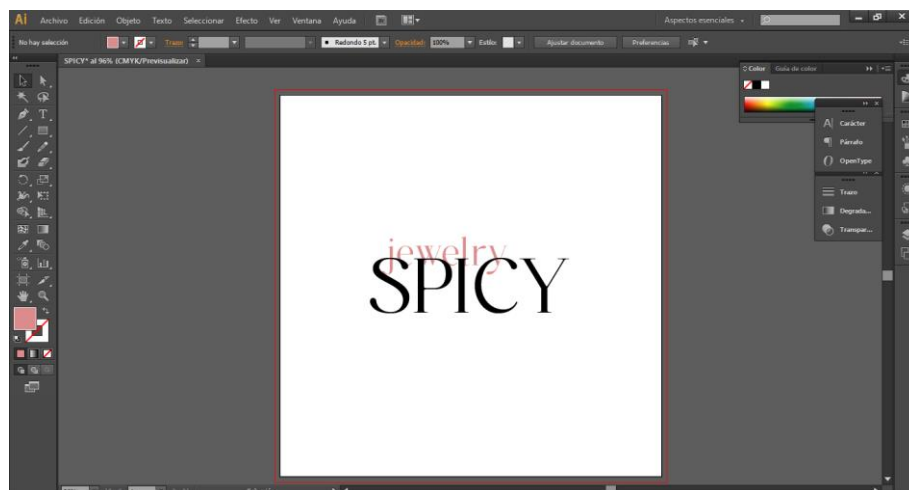 Ai Archivo Edición Objeto Texto Seleccionar Efecto Ver Ventana Ayuda Aspectos esenciales
No hay selección Trazo: Redondo 5 pt. Opacidad: 100% Estilo: Ajustar documento Preferencias
SPICY* al 96% (CMYK/Previsualizar) ×
Color Guía de color
Carácter
Párrafo
OpenType
Trazo
Degrada...
Transpar...
jewelry
SPICY